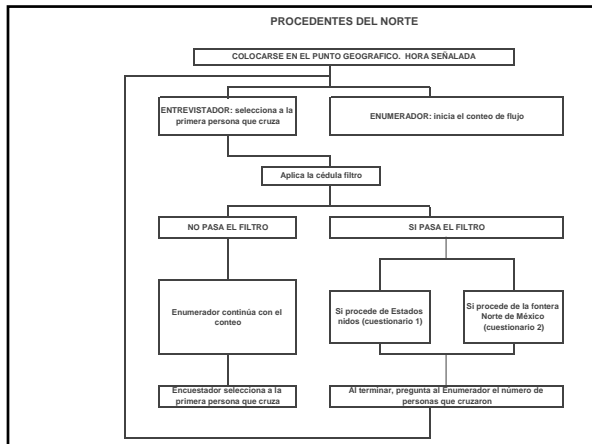 PROCEDENTES DEL NORTE
COLOCARSE EN EL PUNTO GEOGRAFICO. HORA SEÑALADA
ENTREVISTADOR: selecciona a la
primera persona que cruza
ENUMERADOR: inicia el conteo de flujo
Aplica la cédula filtro
NO PASA EL FILTRO
SI PASA EL FILTRO
Enumerador continúa con el
conteo
Si procede de Estados
nidos (cuestionario 1)
Si procede de la fontera
Norte de México
(cuestionario 2)
Encuestador selecciona a la
primera persona que cruza
Al terminar, pregunta al Enumerador el número de
personas que cruzaron